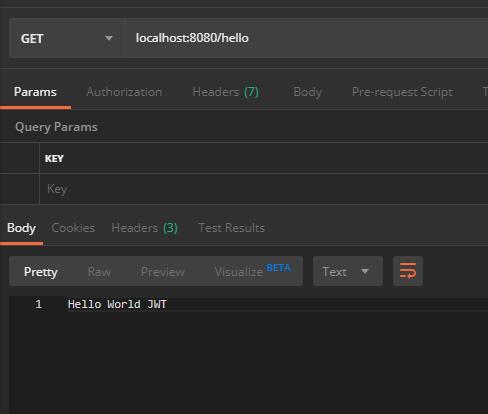 GET localhost:8080/hello
Params Authorization Headers (7) Body Pre-request Script
Query Params
KEY
Key
Body Cookies Headers (3) Test Results
Pretty Raw Preview Visualize BETA Text
1 Hello World JWT